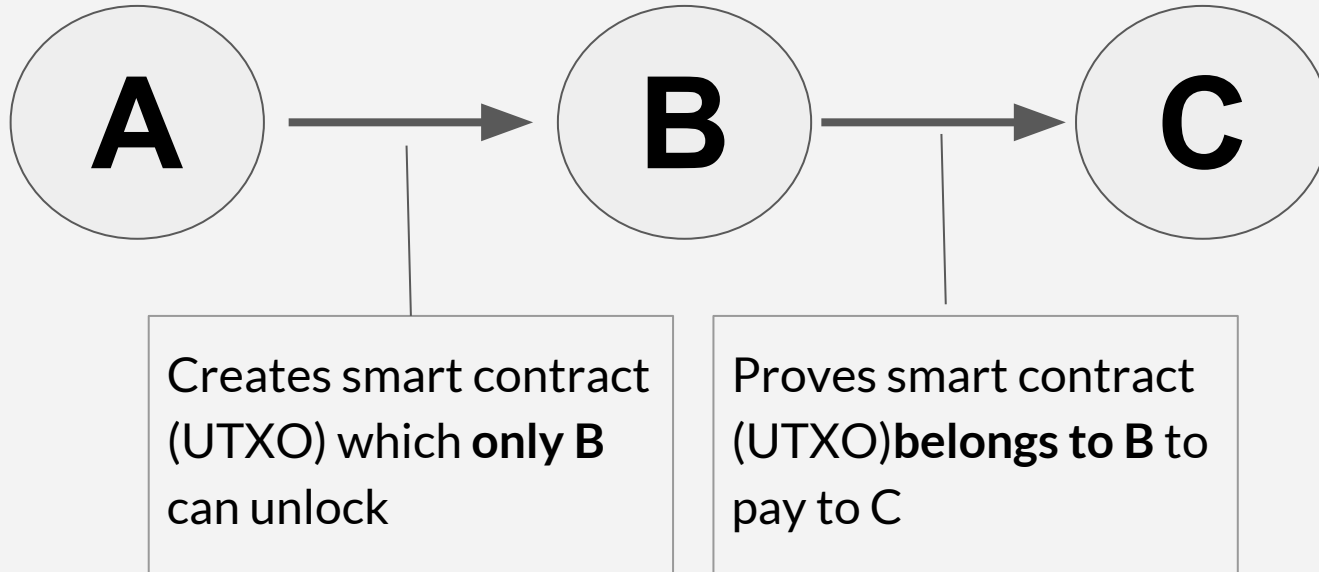 A
B
C
Creates smart contract
(UTXO) which only B
can unlock
Proves smart contract
(UTXO)belongs to B to
pay to C